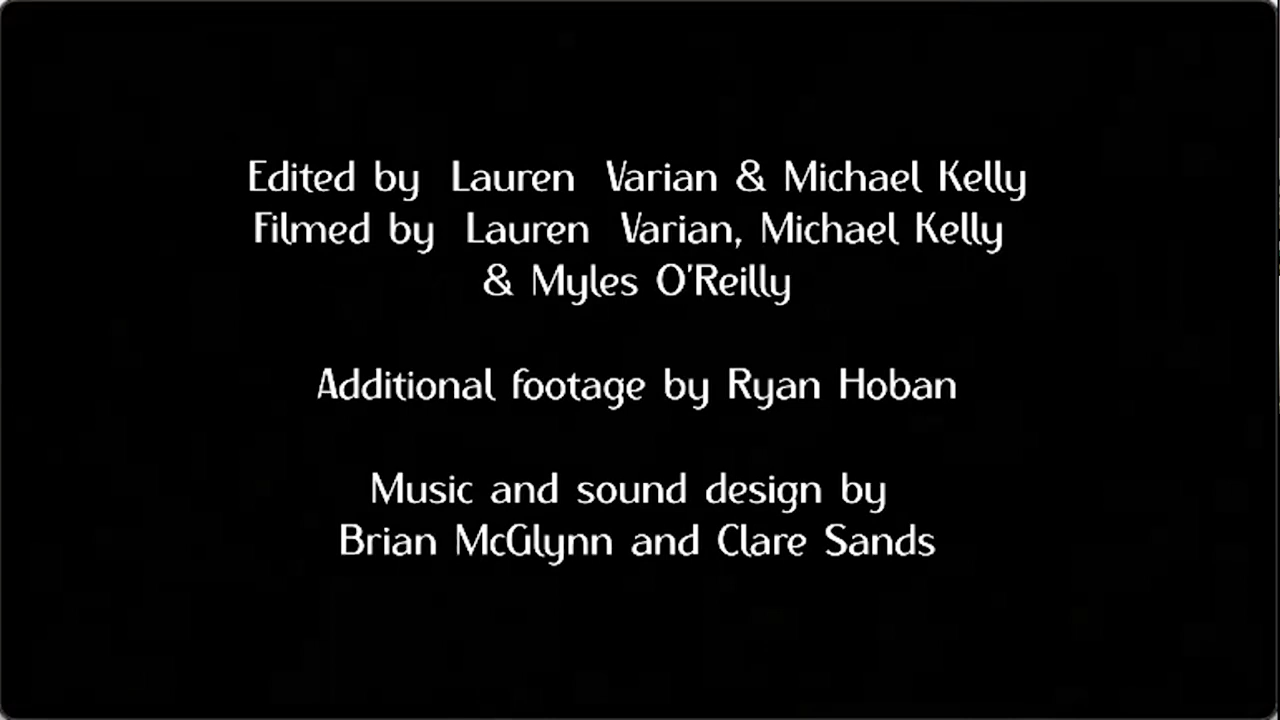 Edited by Lauren Varian & Michael Kelly
Filmed by Lauren Varian, Michael Kelly
& Myles O'Reilly
Additional footage by Ryan Hoban
Music and sound design by
Brian McGlynn and Clare Sands